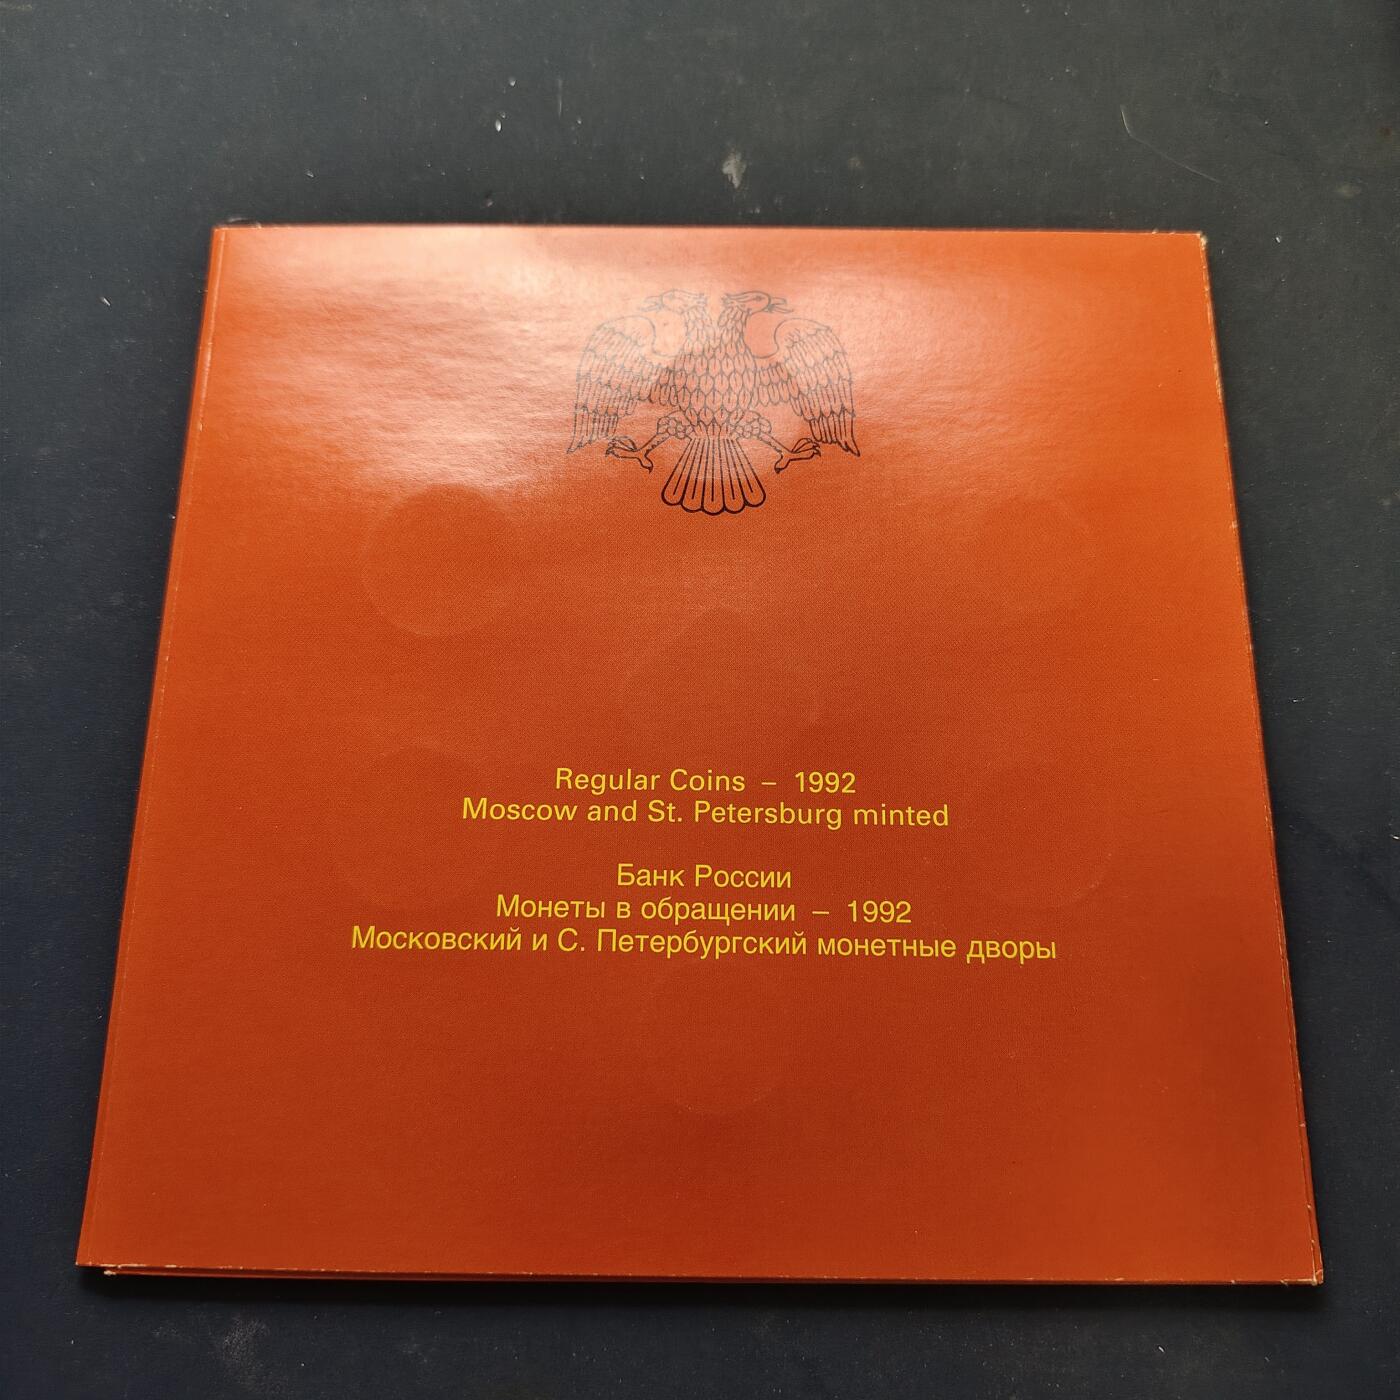 Regular Coins – 1992
Moscow and St. Petersburg minted
Банк России
Монеты в обращении – 1992
Московский и С. Петербургский монетные дворы